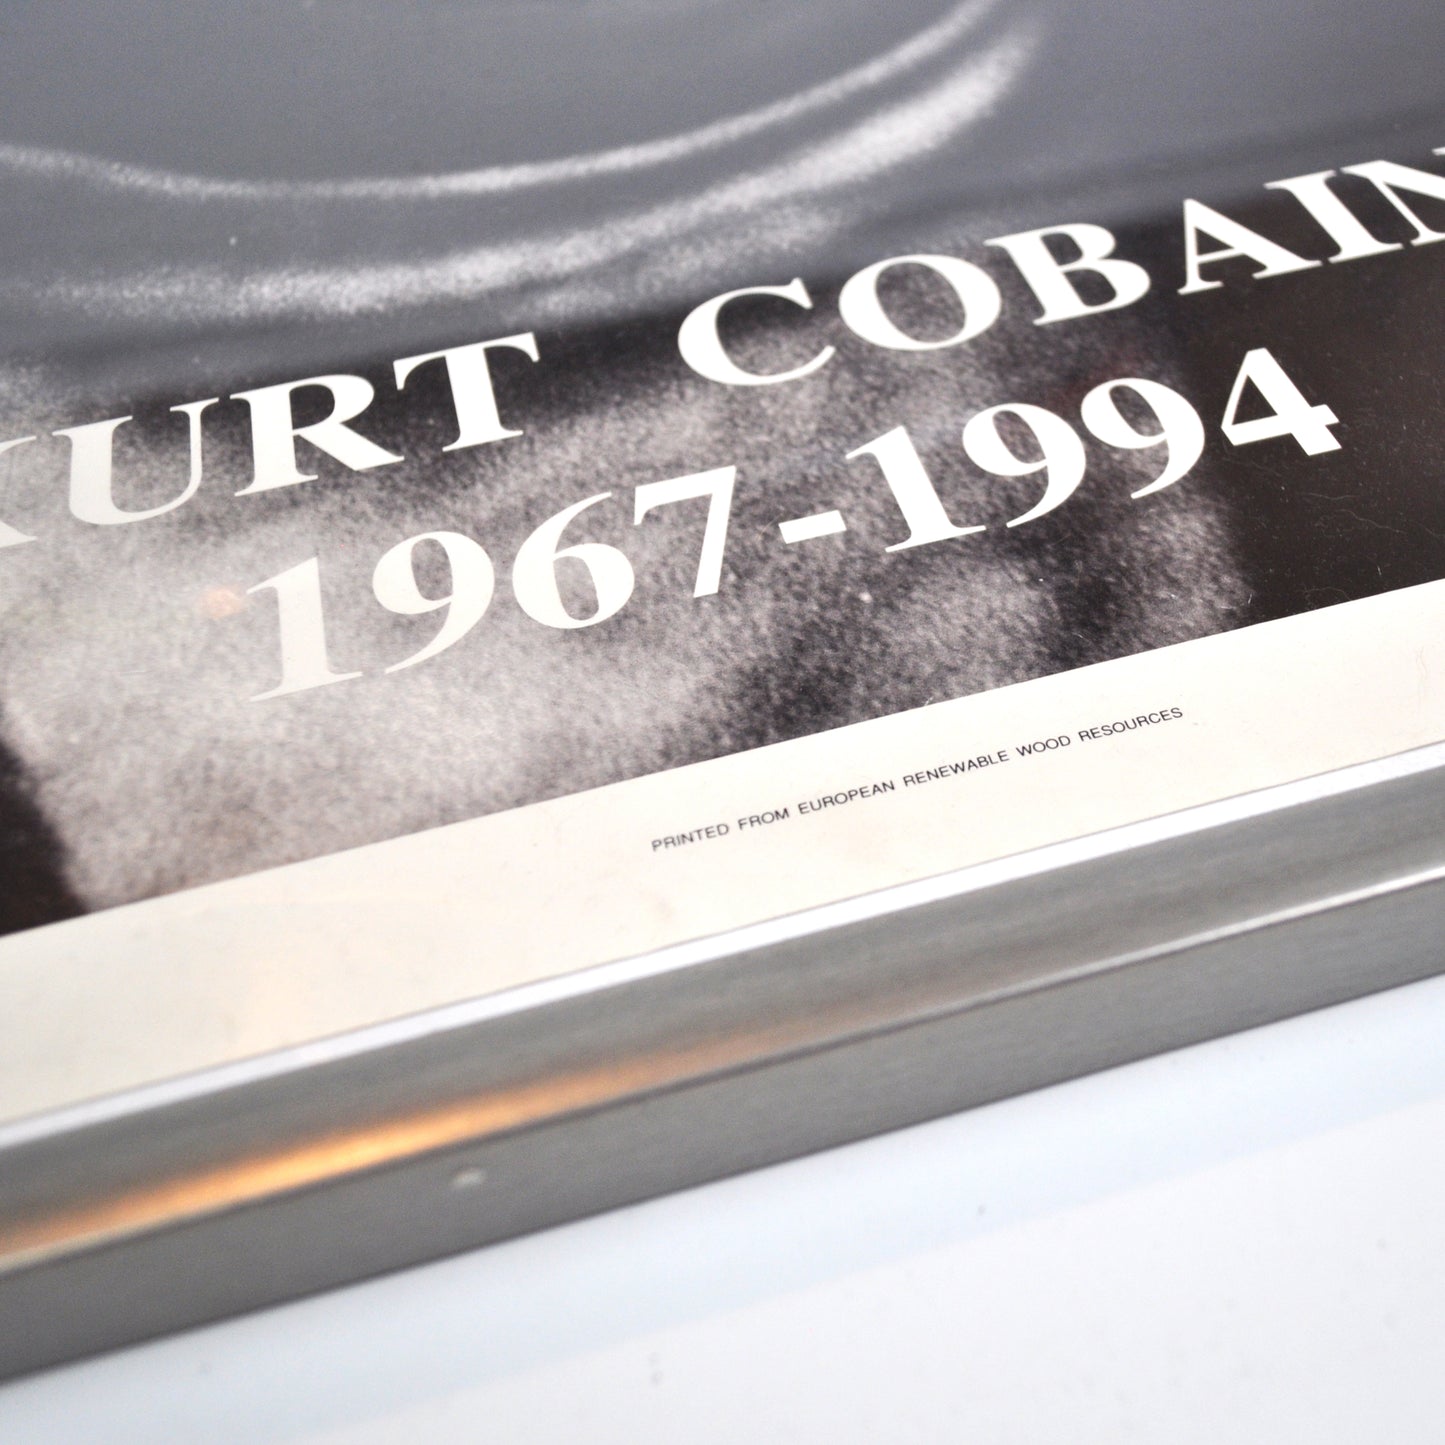 KURT COBAIN
1967-1994
PRINTED FROM EUROPEAN RENEWABLE WOOD RESOURCES